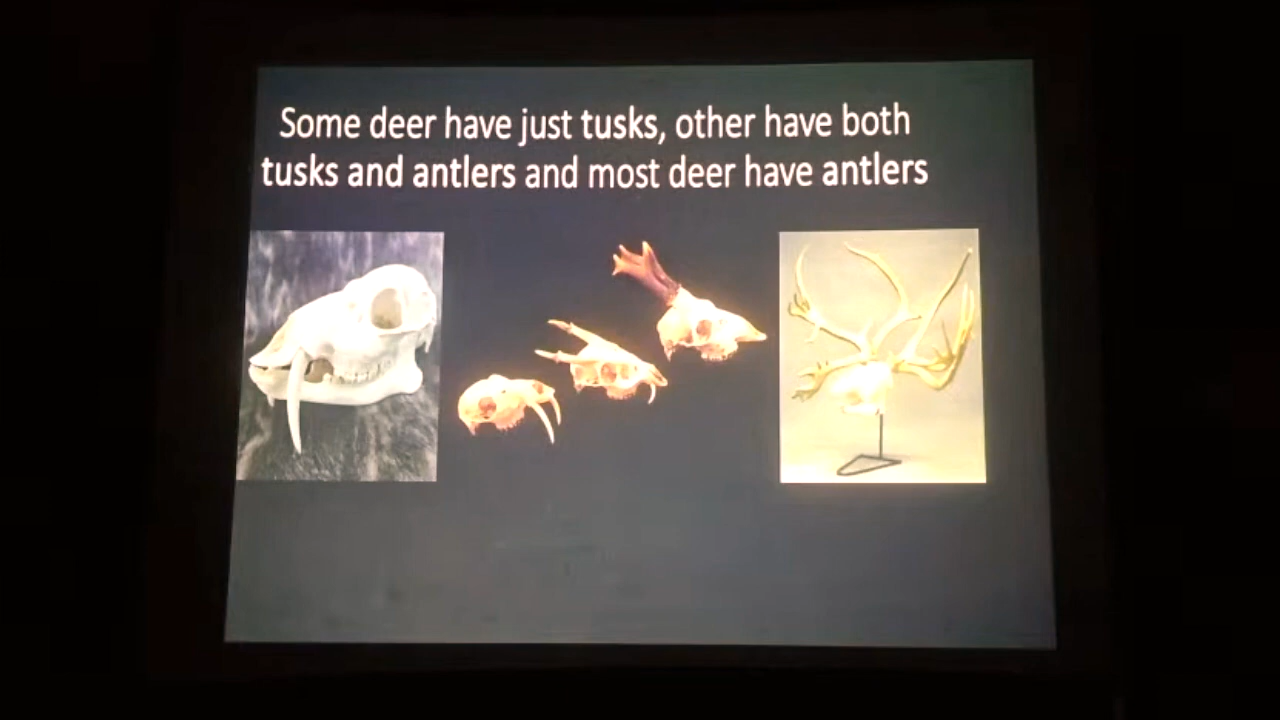 Some deer have just tusks, other have both
tusks and antlers and most deer have antlers